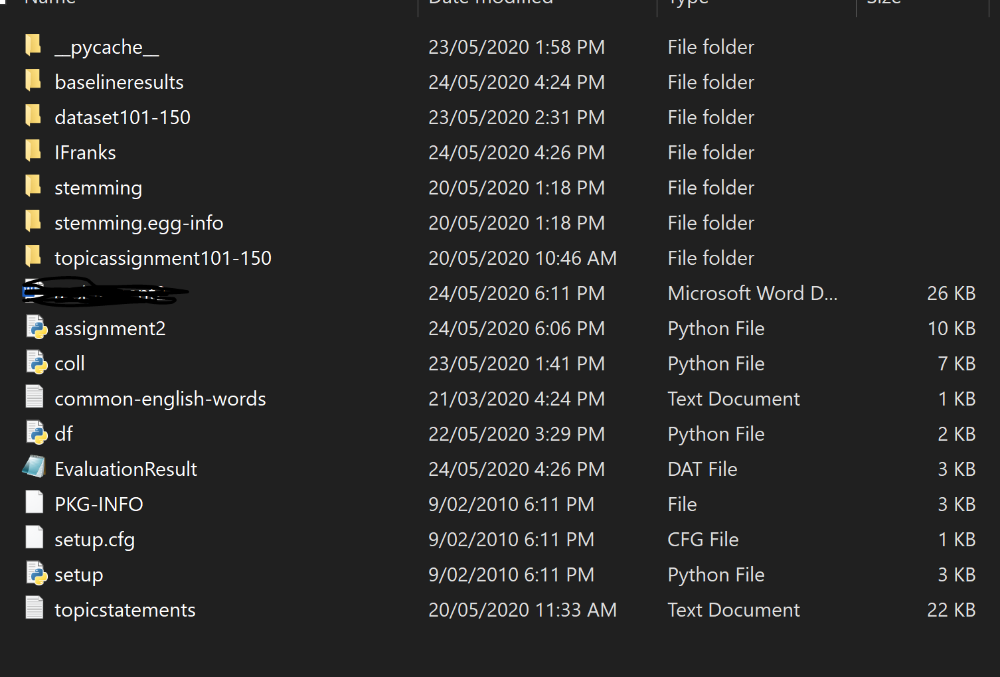 Name Date modified Type Size
__pycache__ 23/05/2020 1:58 PM File folder
baselineresults 24/05/2020 4:24 PM File folder
dataset101-150 23/05/2020 2:31 PM File folder
IFranks 24/05/2020 4:26 PM File folder
stemming 20/05/2020 1:18 PM File folder
stemming.egg-info 20/05/2020 1:18 PM File folder
topicassignment101-150 20/05/2020 10:46 AM File folder
24/05/2020 6:11 PM Microsoft Word D... 26 KB
assignment2 24/05/2020 6:06 PM Python File 10 KB
coll 23/05/2020 1:41 PM Python File 7 KB
common-english-words 21/03/2020 4:24 PM Text Document 1 KB
df 22/05/2020 3:29 PM Python File 2 KB
EvaluationResult 24/05/2020 4:26 PM DAT File 3 KB
PKG-INFO 9/02/2010 6:11 PM File 3 KB
setup.cfg 9/02/2010 6:11 PM CFG File 1 KB
setup 9/02/2010 6:11 PM Python File 3 KB
topicstatements 20/05/2020 11:33 AM Text Document 22 KB